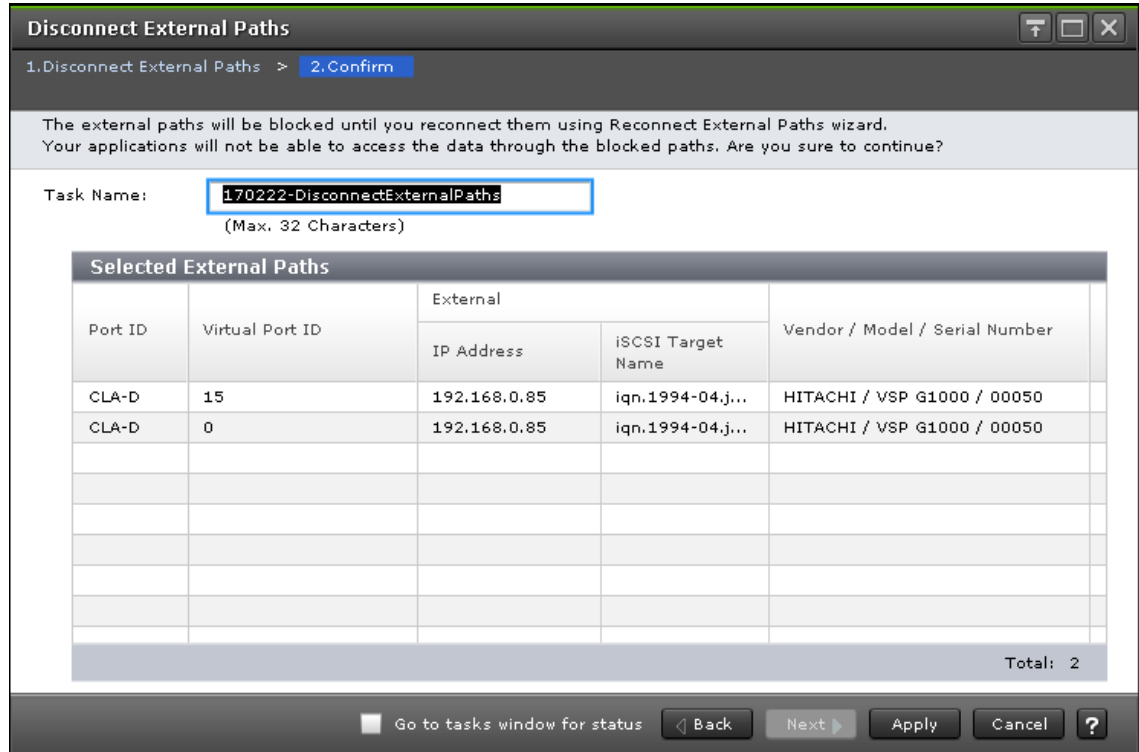 Disconnect External Paths
1.Disconnect External Paths > 2.Confirm
The external paths will be blocked until you reconnect them using Reconnect External Paths wizard.
Your applications will not be able to access the data through the blocked paths. Are you sure to continue?
Task Name: 170222-DisconnectExternalPaths
(Max. 32 Characters)
Selected External Paths
Port ID Virtual Port ID External Vendor / Model / Serial Number
IP Address iSCSI Target
Name
CLA-D 15 192.168.0.85 iqn.1994-04.j... HITACHI / VSP G1000 / 00050
CLA-D 0 192.168.0.85 iqn.1994-04.j... HITACHI / VSP G1000 / 00050
Total: 2
Go to tasks window for status Back Next Apply Cancel ?